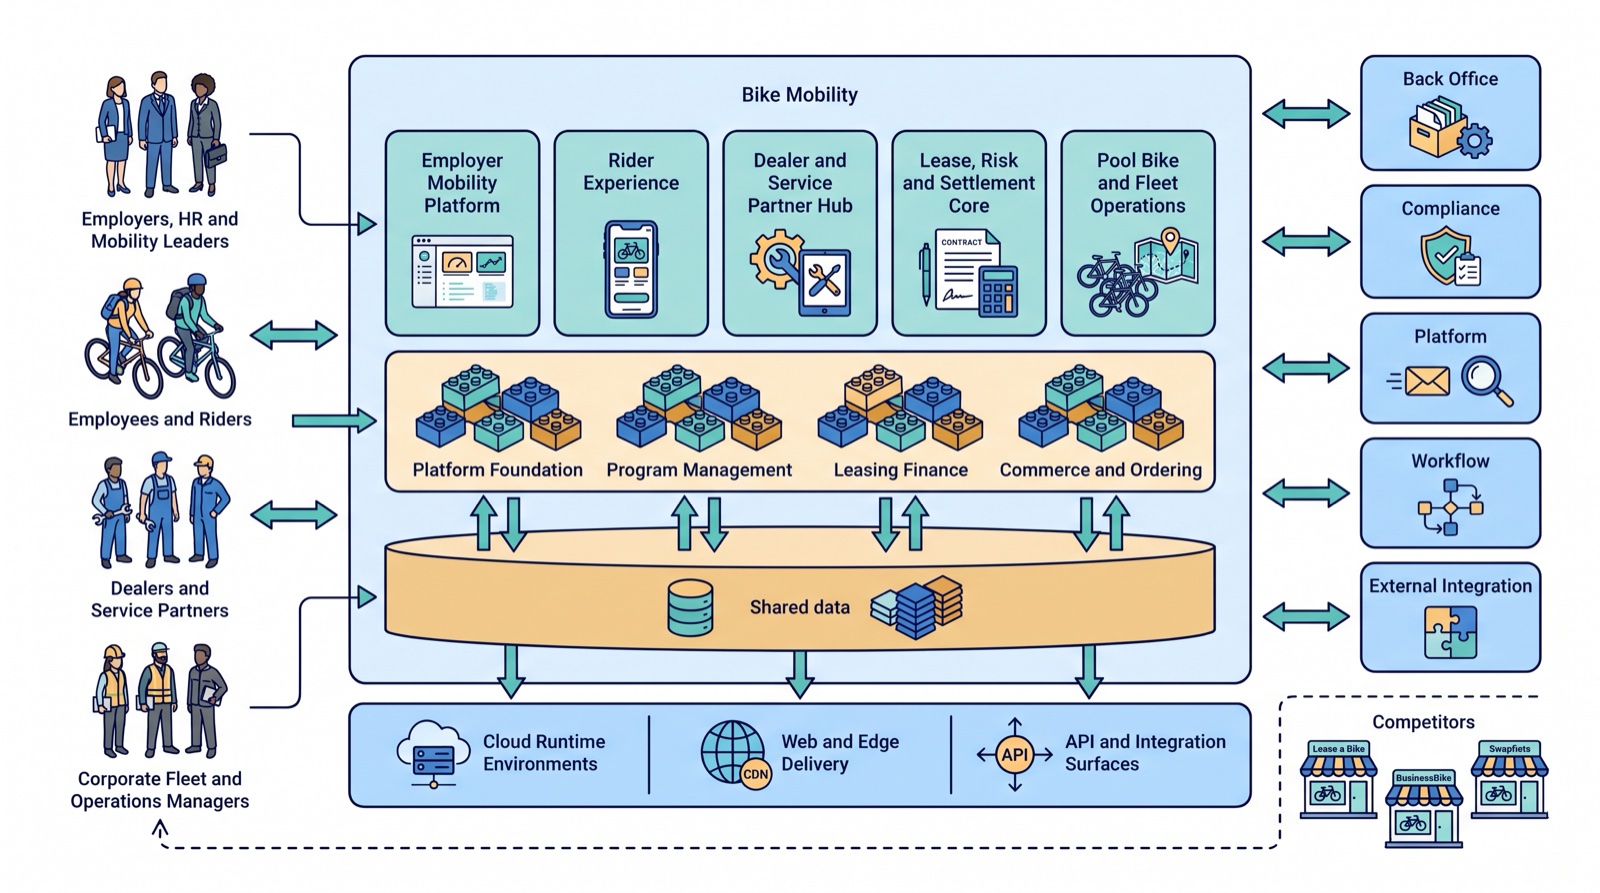 Bike Mobility
Employers, HR and
Mobility Leaders
Employees and Riders
Dealers and
Service Partners
Corporate Fleet and
Operations Managers
Employer
Mobility
Platform
Rider
Experience
Dealer and
Service
Partner Hub
Lease, Risk
and Settlement
Core
CONTRACT
Pool Bike
and Fleet
Operations
Platform Foundation
Program Management
Leasing Finance
Commerce and Ordering
Shared data
Cloud Runtime
Environments
CDN
Web and Edge
Delivery
API
API and Integration
Surfaces
Back Office
Compliance
Platform
Workflow
External Integration
Competitors
Lease a Bike
BusinessBike
Swapfiets